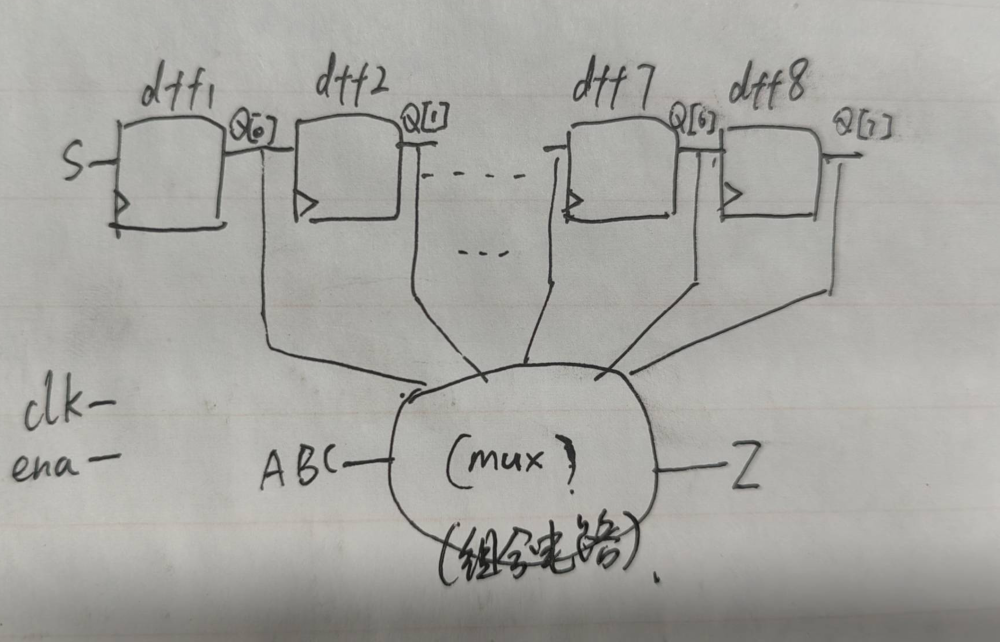 dff1 dff2 dff7 dff8
S Q[0] Q[1] Q[6] Q[7]
clk
ena
ABC (mux) Z
(组合电路)